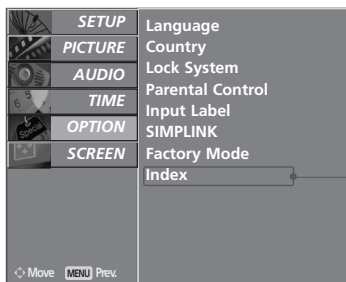 SETUP
PICTURE
AUDIO
TIME
OPTION
SCREEN
Language
Country
Lock System
Parental Control
Input Label
SIMPLINK
Factory Mode
Index
Special
Move MENU Prev.